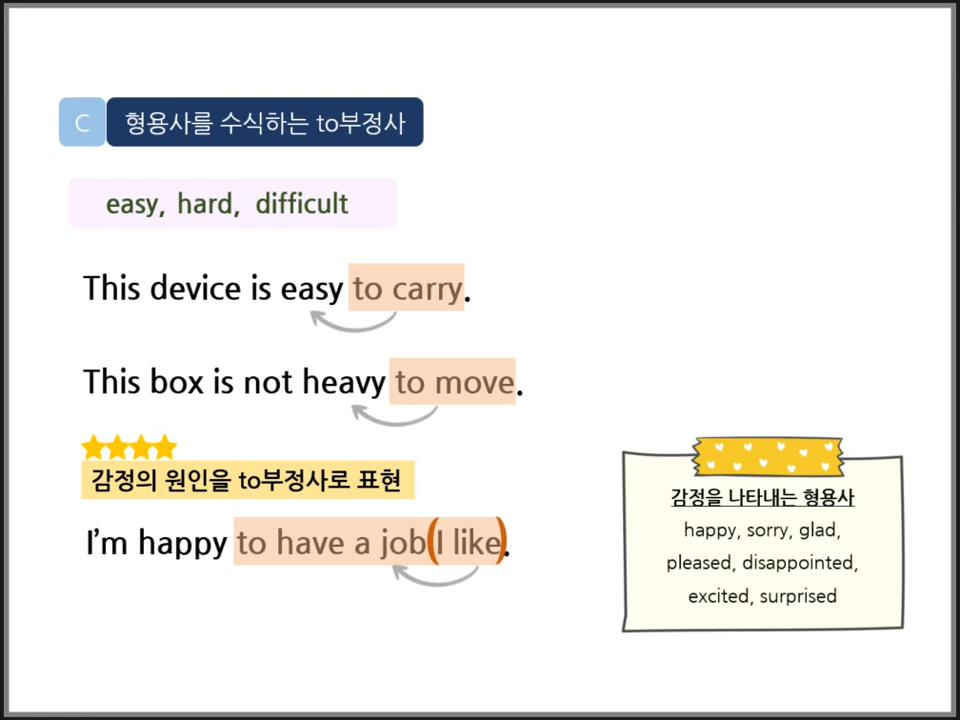 C 형용사를 수식하는 to부정사
easy, hard, difficult
This device is easy to carry.
This box is not heavy to move.
감정의 원인을 to부정사로 표현
I'm happy to have a job(I like).
감정을 나타내는 형용사
happy, sorry, glad,
pleased, disappointed,
excited, surprised